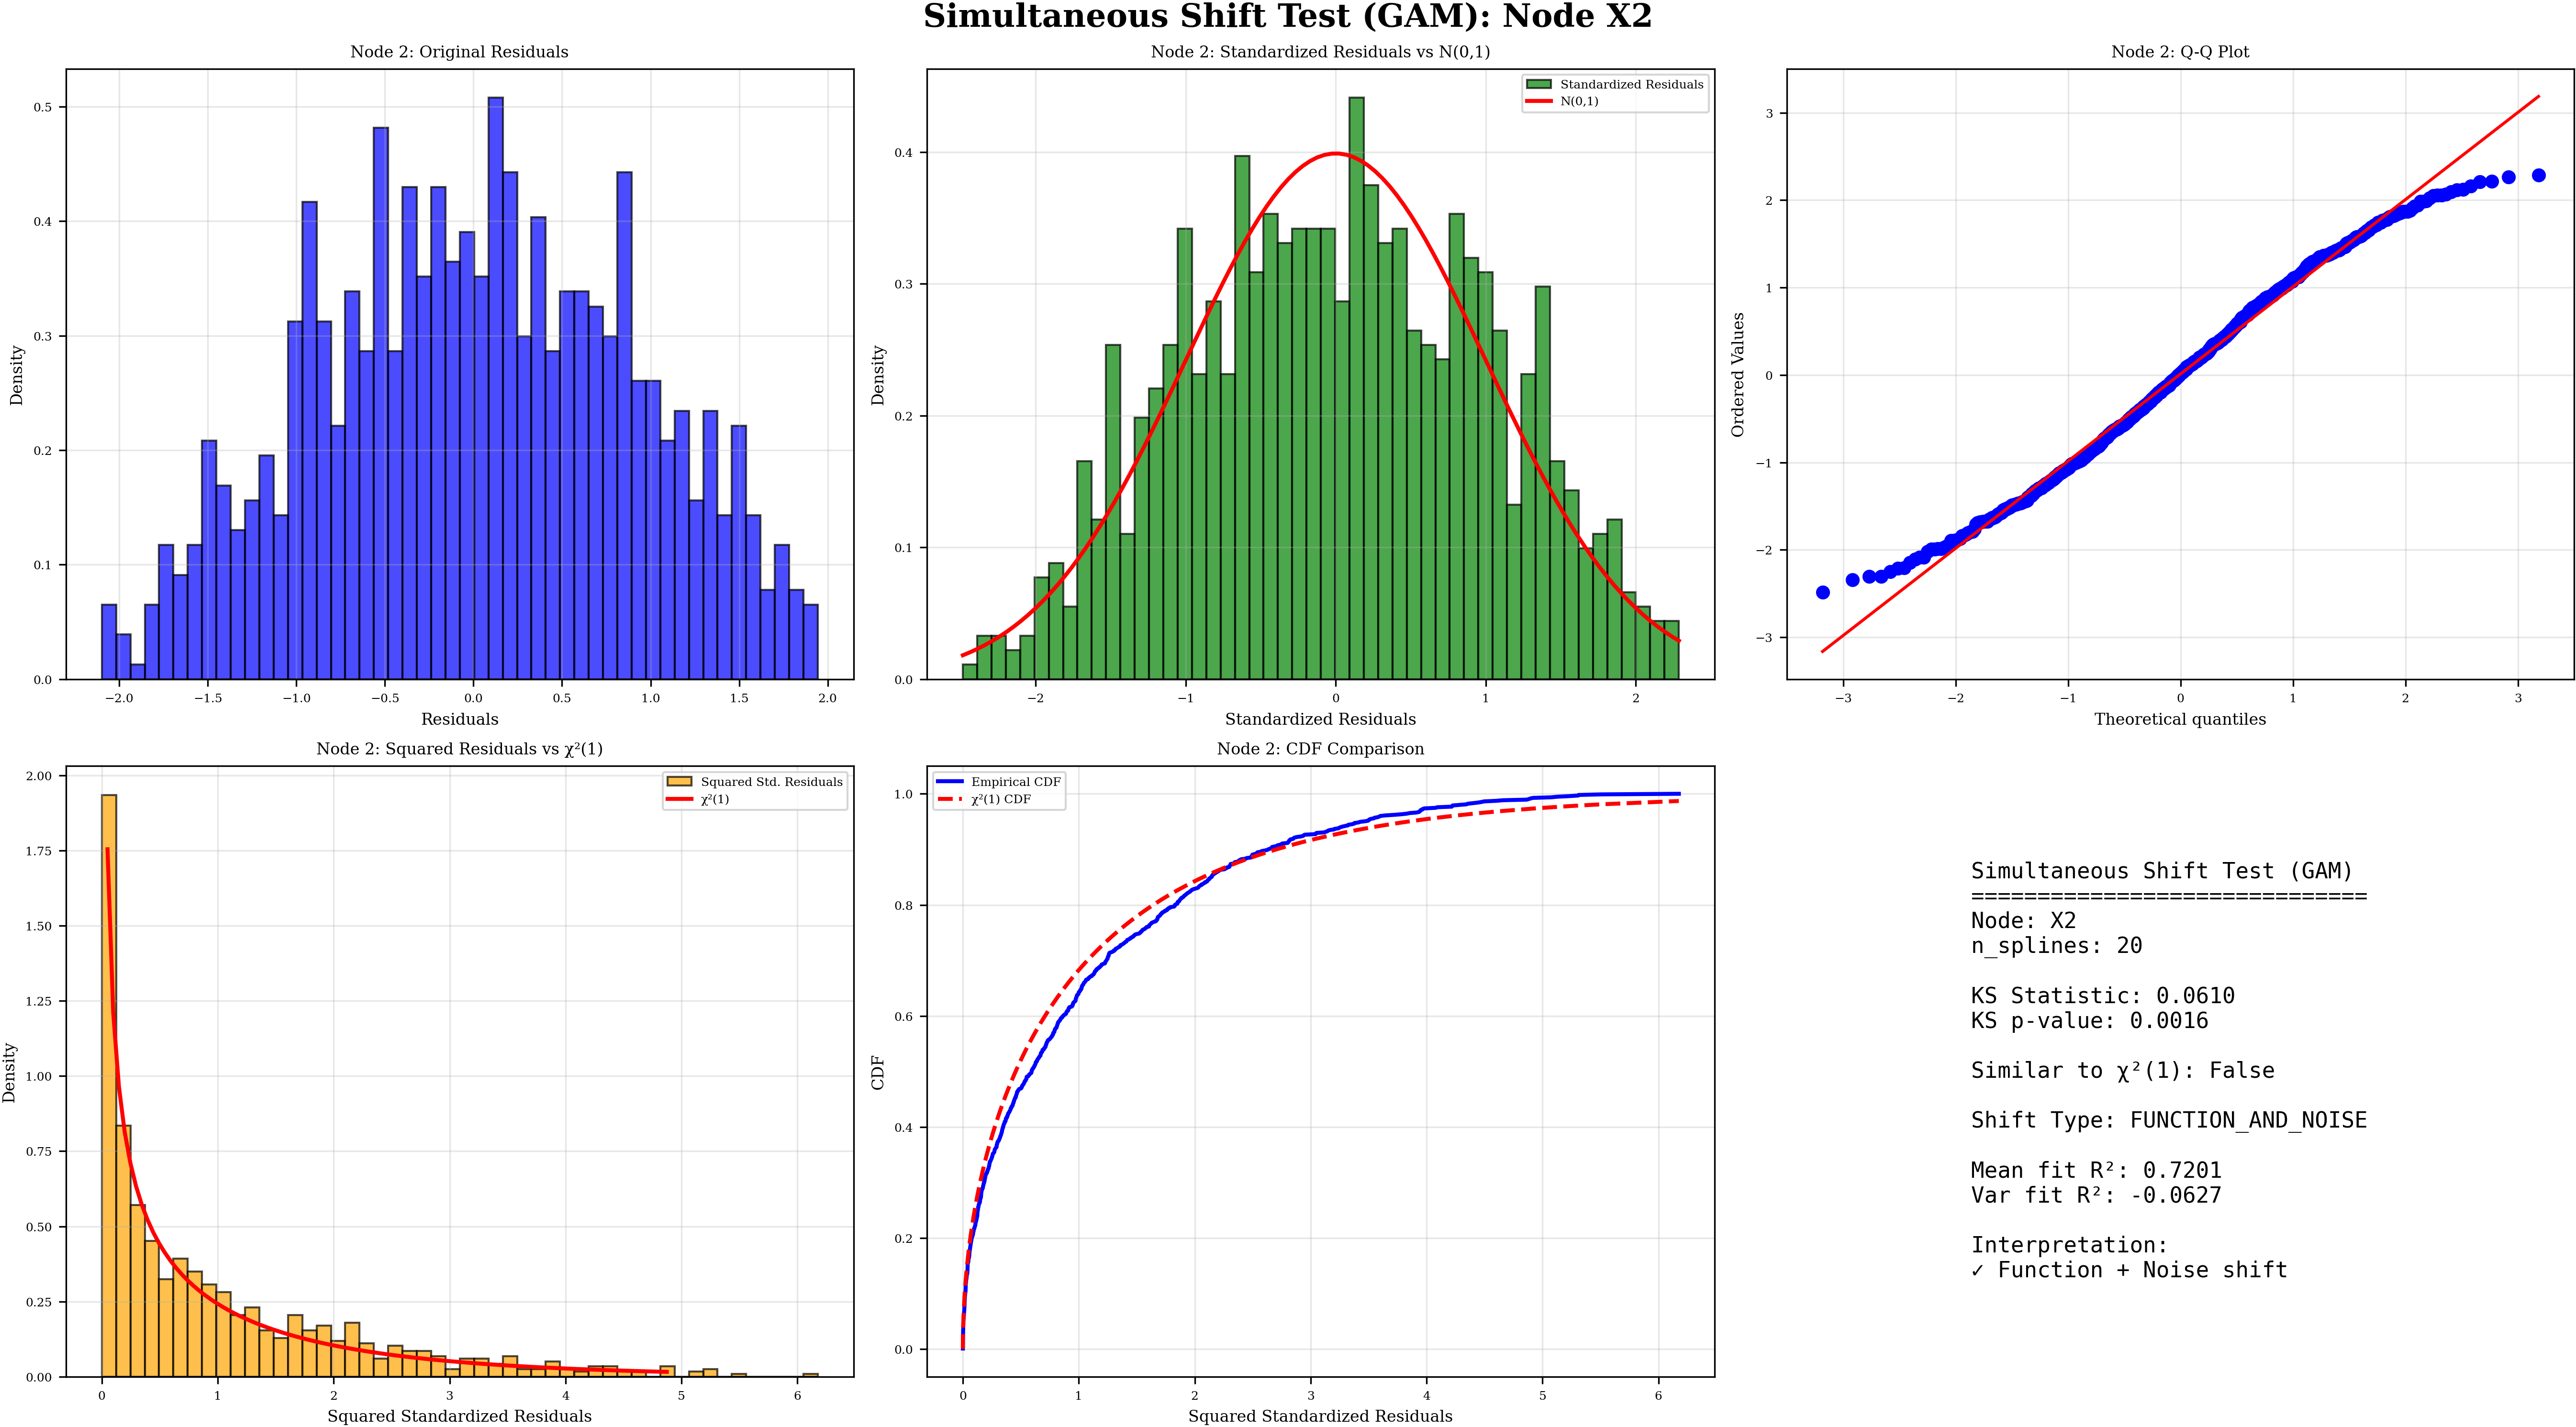 Simultaneous Shift Test (GAM): Node X2
Node 2: Original Residuals
Density
0.5
0.4
0.3
0.2
0.1
0.0
−2.0 −1.5 −1.0 −0.5 0.0 0.5 1.0 1.5 2.0
Residuals
Node 2: Standardized Residuals vs N(0,1)
Standardized Residuals
N(0,1)
Density
0.4
0.3
0.2
0.1
0.0
−2 −1 0 1 2
Standardized Residuals
Node 2: Q-Q Plot
Ordered Values
3
2
1
0
−1
−2
−3
−3 −2 −1 0 1 2 3
Theoretical quantiles
Node 2: Squared Residuals vs χ²(1)
Squared Std. Residuals
χ²(1)
Density
2.00
1.75
1.50
1.25
1.00
0.75
0.50
0.25
0.00
0 1 2 3 4 5 6
Squared Standardized Residuals
Node 2: CDF Comparison
Empirical CDF
χ²(1) CDF
CDF
1.0
0.8
0.6
0.4
0.2
0.0
0 1 2 3 4 5 6
Squared Standardized Residuals
Simultaneous Shift Test (GAM)
==============================
Node: X2
n_splines: 20
KS Statistic: 0.0610
KS p-value: 0.0016
Similar to χ²(1): False
Shift Type: FUNCTION_AND_NOISE
Mean fit R²: 0.7201
Var fit R²: -0.0627
Interpretation:
✓ Function + Noise shift